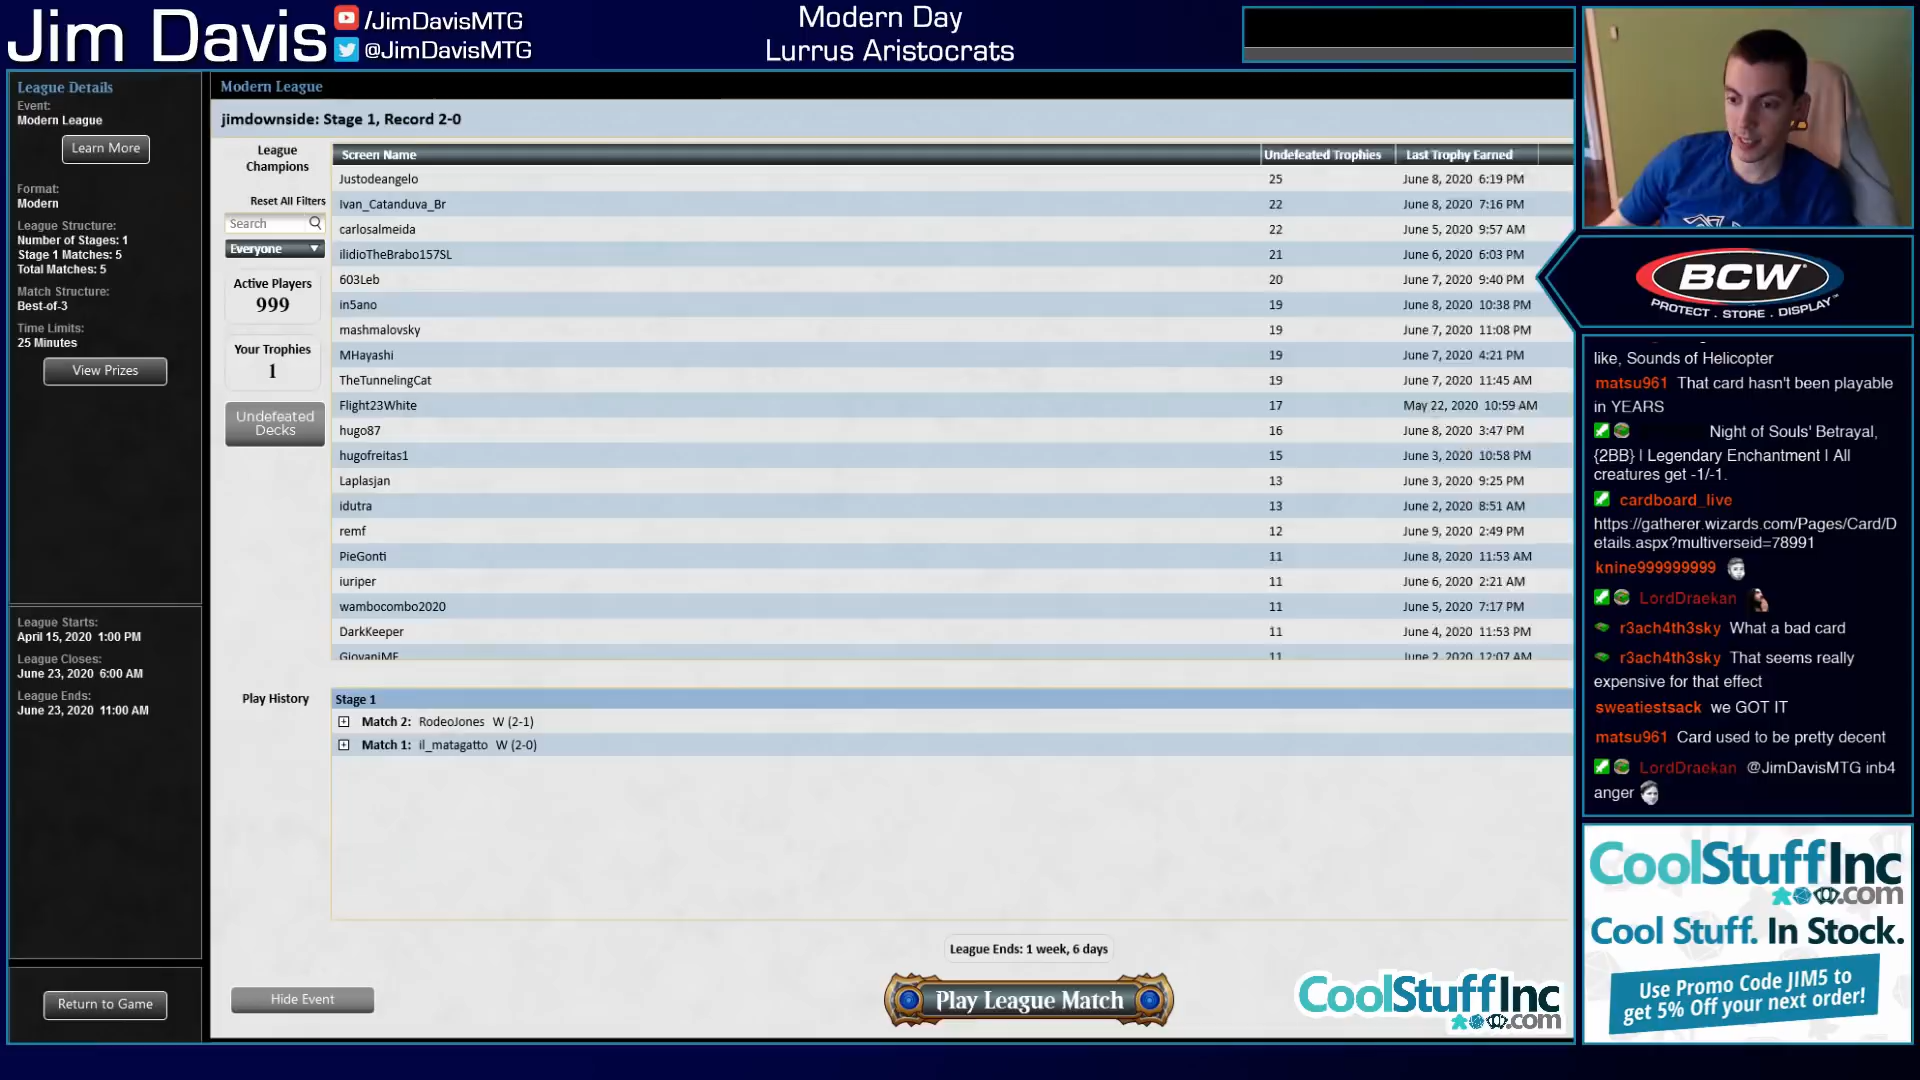 Jim Davis
/JimDavisMTG
@JimDavisMTG
Modern Day
Lurrus Aristocrats
League Details
Event:
Modern League
Learn More
Format:
Modern
League Structure:
Number of Stages: 1
Stage 1 Matches: 5
Total Matches: 5
Match Structure:
Best-of-3
Time Limits:
25 Minutes
View Prizes
League Starts:
April 15, 2020 1:00 PM
League Closes:
June 23, 2020 6:00 AM
League Ends:
June 23, 2020 11:00 AM
Return to Game
Modern League
jimdownside: Stage 1, Record 2-0
League
Champions
Reset All Filters
Search
Everyone
Active Players
999
Your Trophies
1
Undefeated
Decks
Screen Name Undefeated Trophies Last Trophy Earned
Justodeangelo 25 June 8, 2020 6:19 PM
Ivan_Catanduva_Br 22 June 8, 2020 7:16 PM
carlosalmeida 22 June 5, 2020 9:57 AM
ilidioTheBrabo157SL 21 June 6, 2020 6:03 PM
603Leb 20 June 7, 2020 9:40 PM
in5ano 19 June 8, 2020 10:38 PM
mashmalovsky 19 June 7, 2020 11:08 PM
MHayashi 19 June 7, 2020 4:21 PM
TheTunnelingCat 19 June 7, 2020 11:45 AM
Flight23White 17 May 22, 2020 10:59 AM
hugo87 16 June 8, 2020 3:47 PM
hugofreitas1 15 June 3, 2020 10:58 PM
Laplasjan 13 June 3, 2020 9:25 PM
idutra 13 June 2, 2020 8:51 AM
remf 12 June 9, 2020 2:49 PM
PieGonti 11 June 8, 2020 11:53 AM
iuriper 11 June 6, 2020 2:21 AM
wambocombo2020 11 June 5, 2020 7:17 PM
DarkKeeper 11 June 4, 2020 11:53 PM
GiovaniMF 11 June 2, 2020 12:07 AM
Play History
Stage 1
Match 2: RodeoJones W (2-1)
Match 1: il_matagatto W (2-0)
League Ends: 1 week, 6 days
Hide Event
Play League Match
CoolStuffInc
.com
BCW
PROTECT . STORE . DISPLAY™
like, Sounds of Helicopter
matsu961 That card hasn't been playable
in YEARS
Night of Souls' Betrayal,
{2BB} | Legendary Enchantment | All
creatures get -1/-1.
cardboard_live
https://gatherer.wizards.com/Pages/Card/D
etails.aspx?multiverseid=78991
knine999999999
LordDraekan
r3ach4th3sky What a bad card
r3ach4th3sky That seems really
expensive for that effect
sweatiestsack we GOT IT
matsu961 Card used to be pretty decent
LordDraekan @JimDavisMTG inb4
anger
CoolStuffInc
.com
Cool Stuff. In Stock.
Use Promo Code JIM5 to
get 5% Off your next order!